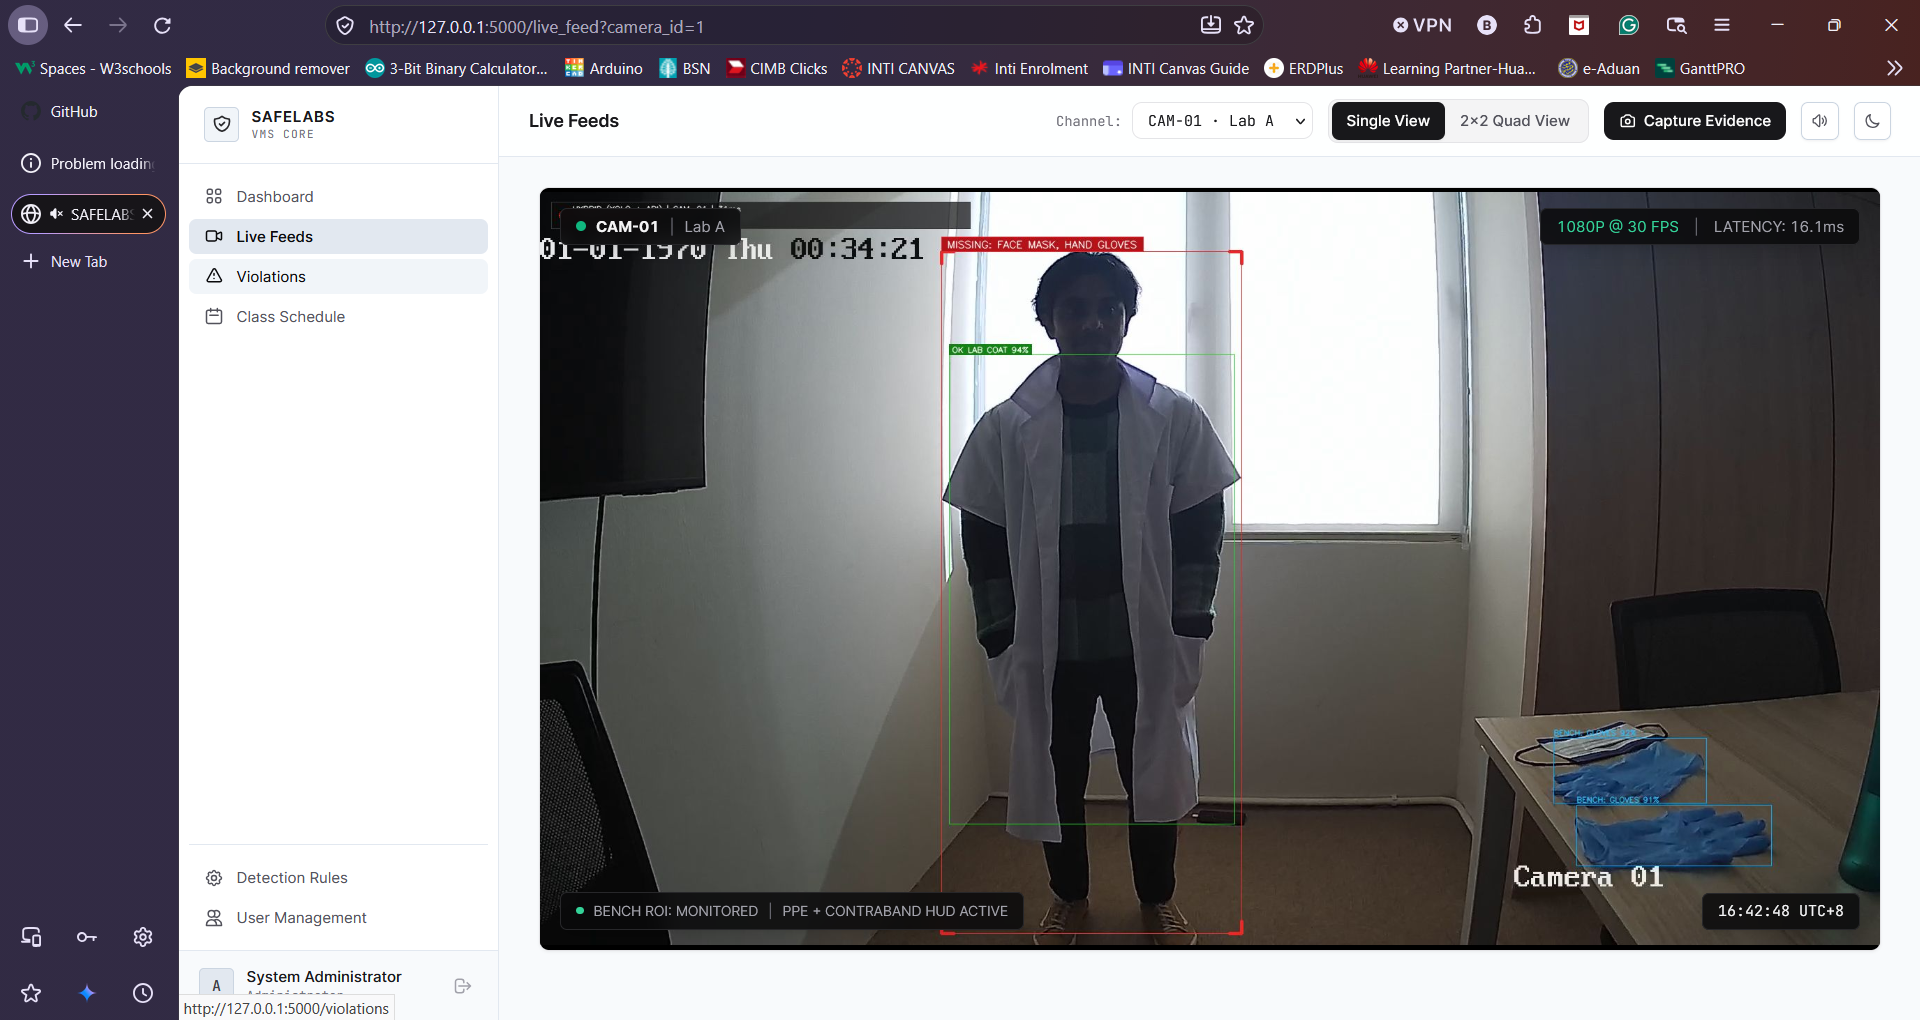 http://127.0.0.1:5000/live_feed?camera_id=1
VPN
B
Spaces - W3schools
Background remover
3-Bit Binary Calculator...
Arduino
BSN
CIMB Clicks
INTI CANVAS
Inti Enrolment
INTI Canvas Guide
ERDPlus
Learning Partner-Hua...
e-Aduan
GanttPRO
GitHub
Problem loadin
SAFELABS
New Tab
SAFELABS
VMS CORE
Dashboard
Live Feeds
Violations
Class Schedule
Detection Rules
User Management
A
System Administrator
http://127.0.0.1:5000/violations
Live Feeds
Channel:
CAM-01 · Lab A
Single View
2×2 Quad View
Capture Evidence
CAM-01 | Lab A
1080P @ 30 FPS | LATENCY: 16.1ms
01-01-1970 Thu 00:34:21
MISSING: FACE MASK, HAND GLOVES
OK LAB COAT 94%
BENCH: GLOVES 91%
Camera 01
BENCH ROI: MONITORED | PPE + CONTRABAND HUD ACTIVE
16:42:48 UTC+8